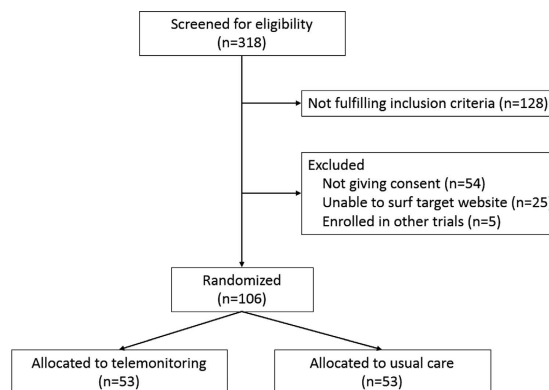 Screened for eligibility
(n=318)
Not fulfilling inclusion criteria (n=128)
Excluded
Not giving consent (n=54)
Unable to surf target website (n=25)
Enrolled in other trials (n=5)
Randomized
(n=106)
Allocated to telemonitoring
(n=53)
Allocated to usual care
(n=53)